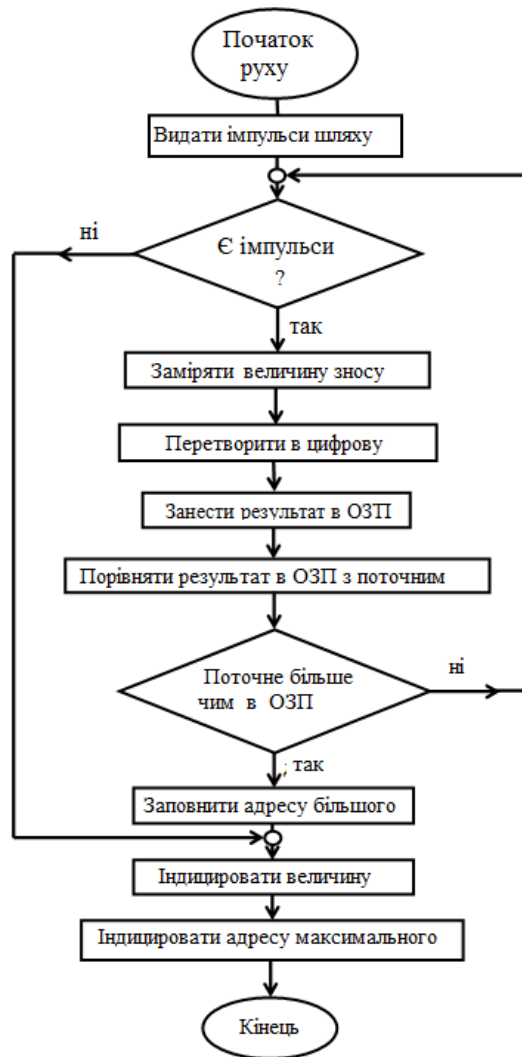 Початок
руху
Видати імпульси шляху
ні
Є імпульси
?
так
Заміряти величину зносу
Перетворити в цифрову
Занести результат в ОЗП
Порівняти результат в ОЗП з поточним
Поточне більше
чим в ОЗП
ні
; так
Заповнити адресу більшого
Індицировати величину
Індицировати адресу максимального
Кінець